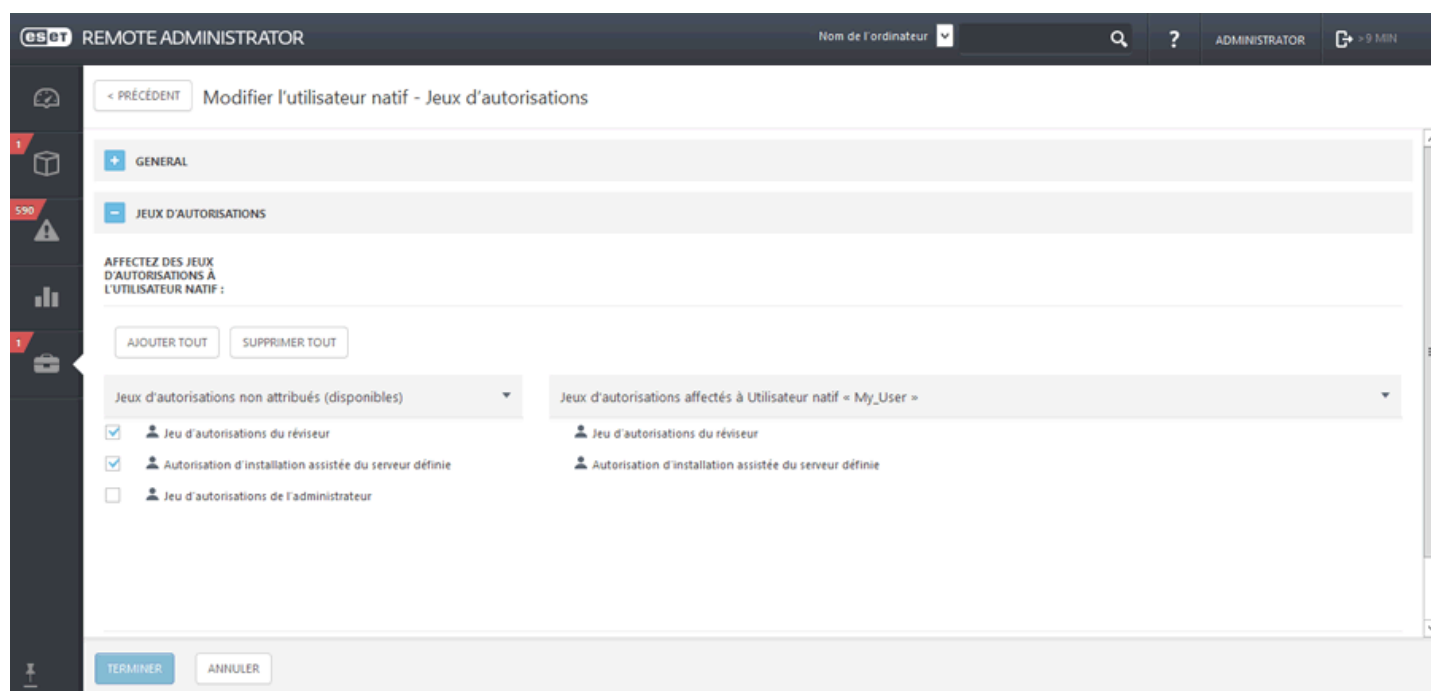 eset REMOTE ADMINISTRATOR
Nom de l'ordinateur
?
ADMINISTRATOR
>9 MIN
< PRÉCÉDENT
Modifier l'utilisateur natif - Jeux d'autorisations
1
+ GENERAL
590
− JEUX D'AUTORISATIONS
AFFECTEZ DES JEUX
D'AUTORISATIONS À
L'UTILISATEUR NATIF :
1
AJOUTER TOUT
SUPPRIMER TOUT
Jeux d'autorisations non attribués (disponibles)
Jeux d'autorisations affectés à Utilisateur natif « My_User »
Jeu d'autorisations du réviseur
Jeu d'autorisations du réviseur
Autorisation d'installation assistée du serveur définie
Autorisation d'installation assistée du serveur définie
Jeu d'autorisations de l'administrateur
TERMINER
ANNULER